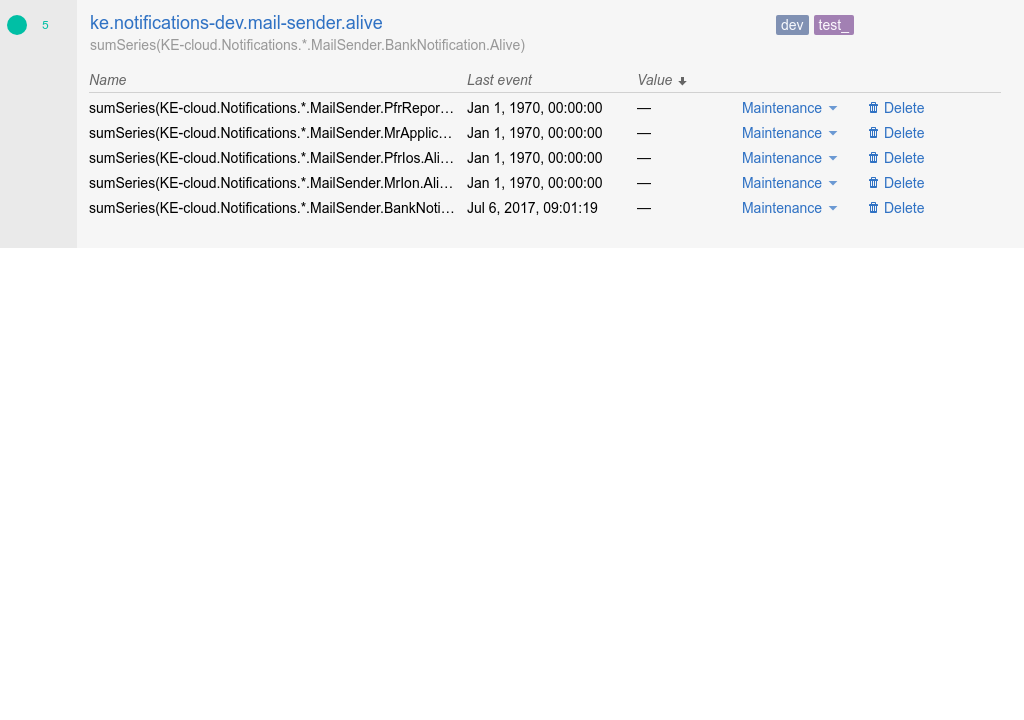 5 ke.notifications-dev.mail-sender.alive dev test_
sumSeries(KE-cloud.Notifications.*.MailSender.BankNotification.Alive)
Name Last event Value
sumSeries(KE-cloud.Notifications.*.MailSender.PfrRepor… Jan 1, 1970, 00:00:00 — Maintenance Delete
sumSeries(KE-cloud.Notifications.*.MailSender.MrApplic… Jan 1, 1970, 00:00:00 — Maintenance Delete
sumSeries(KE-cloud.Notifications.*.MailSender.PfrIos.Ali… Jan 1, 1970, 00:00:00 — Maintenance Delete
sumSeries(KE-cloud.Notifications.*.MailSender.MrIon.Ali… Jan 1, 1970, 00:00:00 — Maintenance Delete
sumSeries(KE-cloud.Notifications.*.MailSender.BankNoti… Jul 6, 2017, 09:01:19 — Maintenance Delete